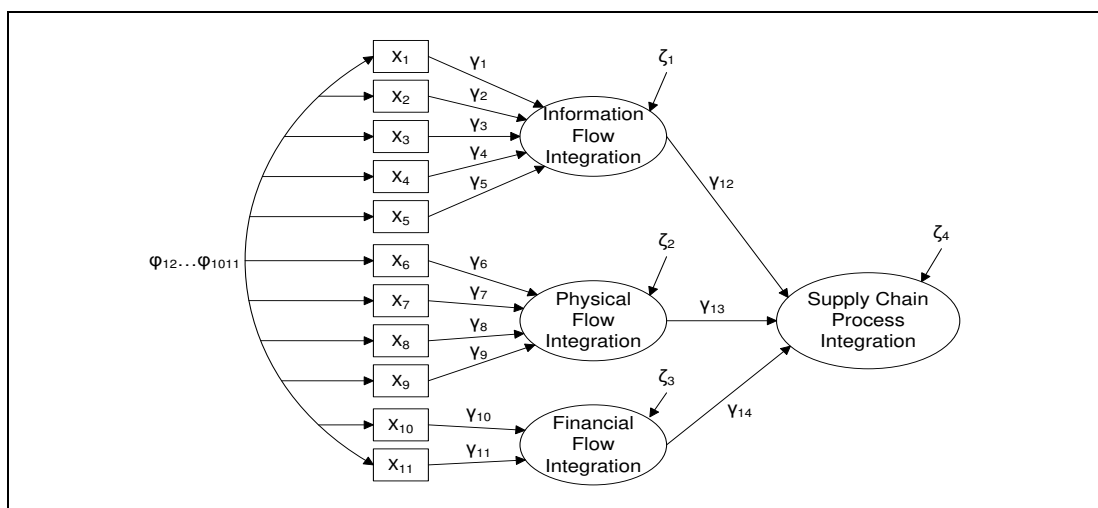 X1
X2
X3
X4
X5
X6
X7
X8
X9
X10
X11
φ12…φ1011
γ1
γ2
γ3
γ4
γ5
γ6
γ7
γ8
γ9
γ10
γ11
ζ1
Information
Flow
Integration
ζ2
Physical
Flow
Integration
ζ3
Financial
Flow
Integration
γ12
γ13
γ14
ζ4
Supply Chain
Process
Integration